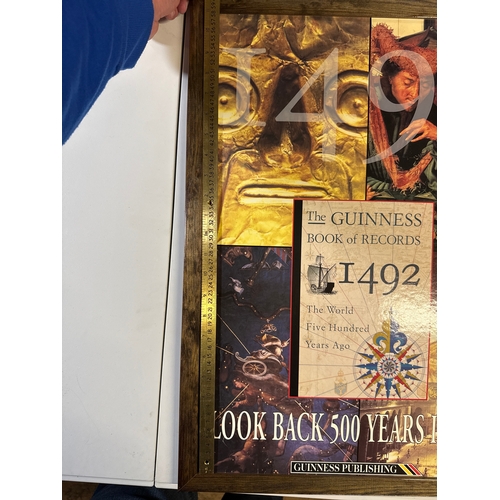 149
The GUINNESS
BOOK of RECORDS
1492
The World
Five Hundred
Years Ago
LOOK BACK 500 YEARS
GUINNESS PUBLISHING